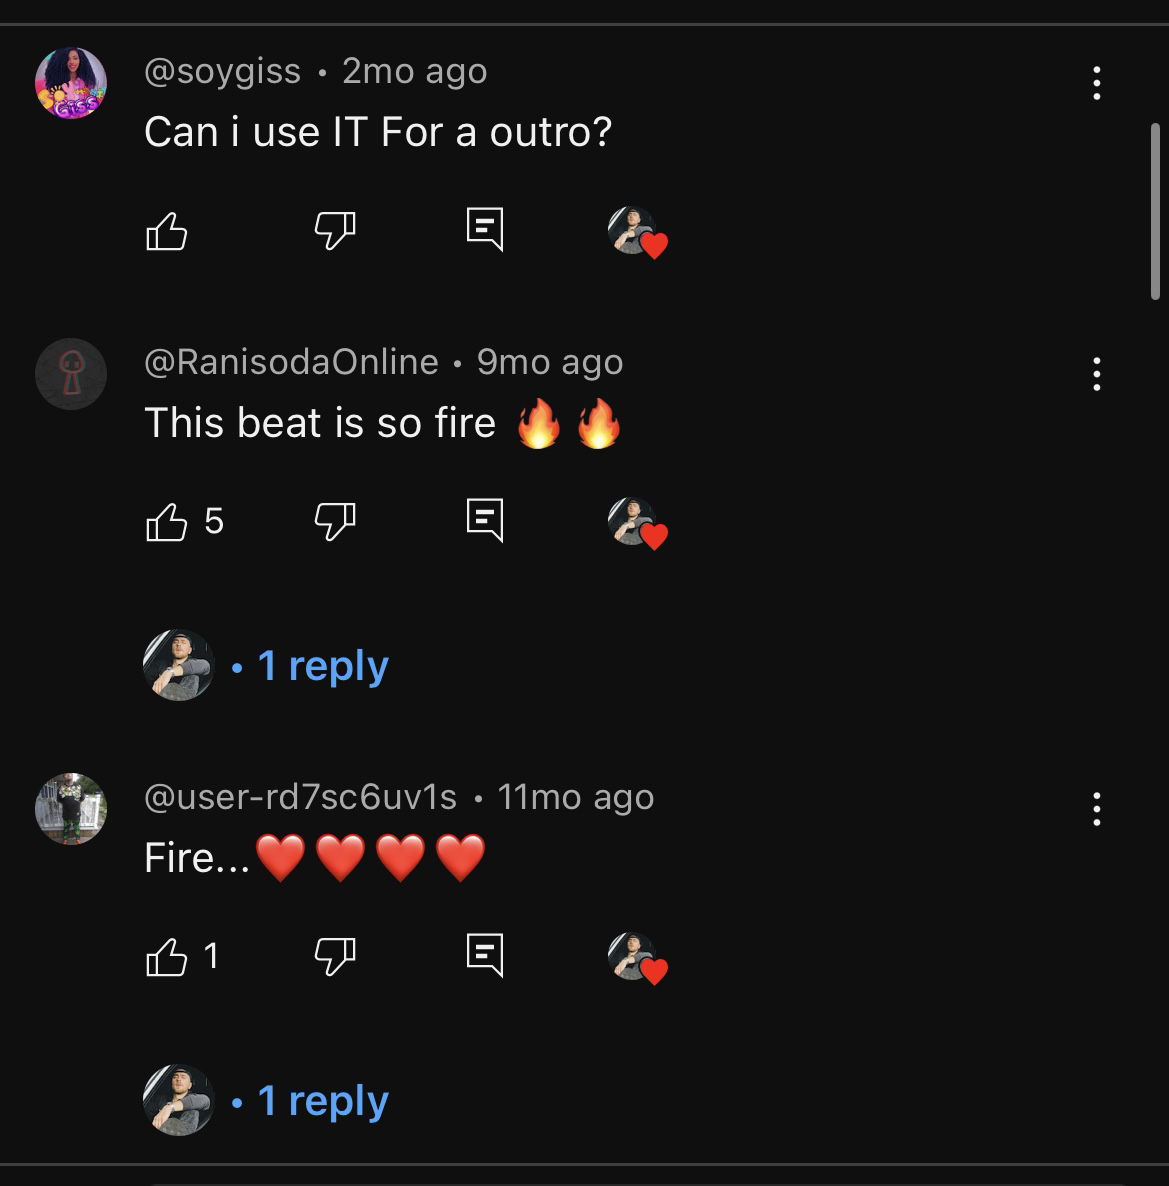 @soygiss • 2mo ago
Can i use IT For a outro?
@RanisodaOnline • 9mo ago
This beat is so fire 🔥🔥
5
• 1 reply
@user-rd7sc6uv1s • 11mo ago
Fire...❤️❤️❤️❤️
1
• 1 reply